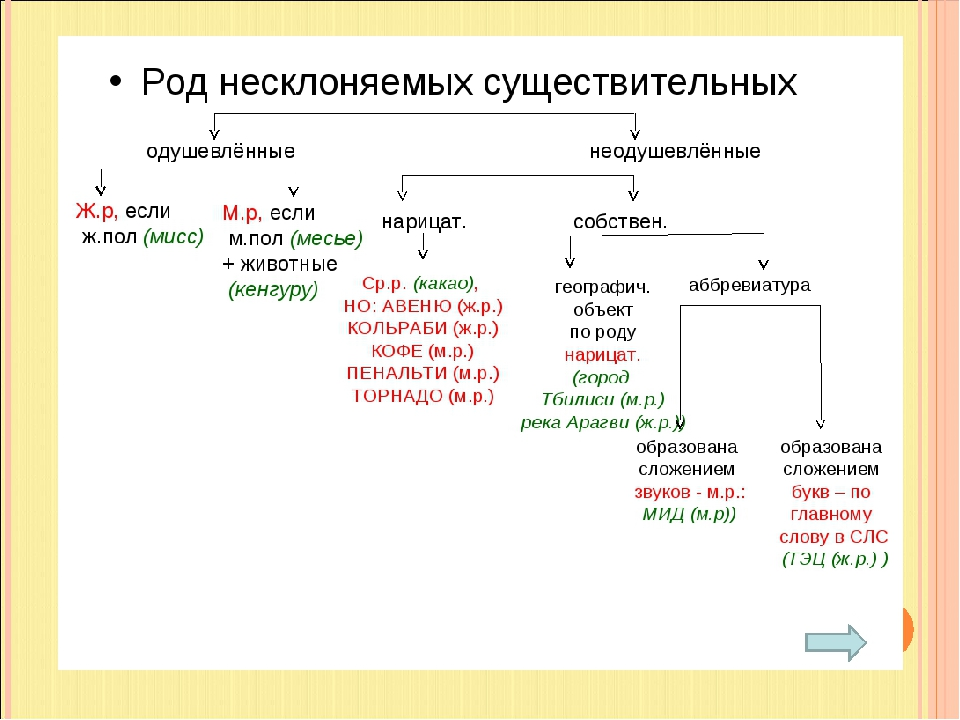 • Род несклоняемых существительных
одушевлённые
неодушевлённые
Ж.р, если
ж.пол (мисс)
М.р, если
м.пол (месье)
+ животные
(кенгуру)
нарицат.
собствен.
Ср.р. (какао),
НО: АВЕНЮ (ж.р.)
КОЛЬРАБИ (ж.р.)
КОФЕ (м.р.)
ПЕНАЛЬТИ (м.р.)
ТОРНАДО (м.р.)
географич.
объект
по роду
нарицат.
(город
Тбилиси (м.р.)
река Арагви (ж.р.))
аббревиатура
образована
сложением
звуков - м.р.:
МИД (м.р))
образована
сложением
букв – по
главному
слову в СЛС
(ТЭЦ (ж.р.) )